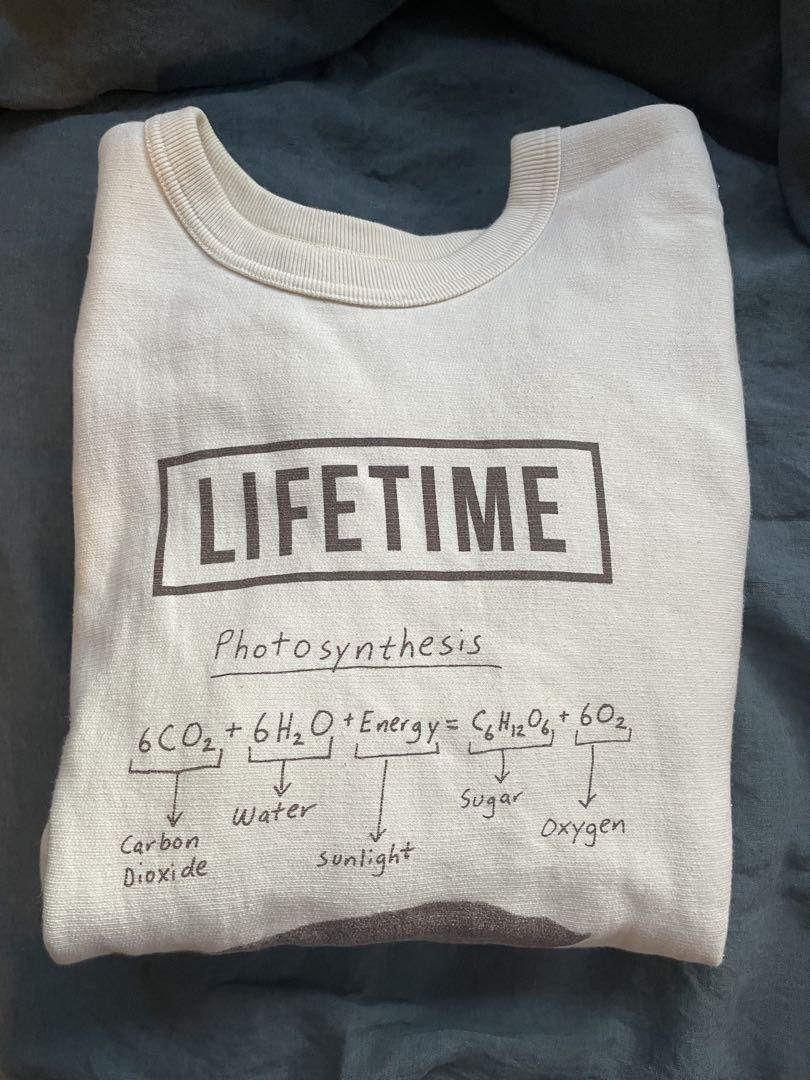 LIFETIME
Photosynthesis
6CO₂ + 6H₂O + Energy = C₆H₁₂O₆ + 6O₂
Carbon Dioxide
Water
Sunlight
Sugar
Oxygen